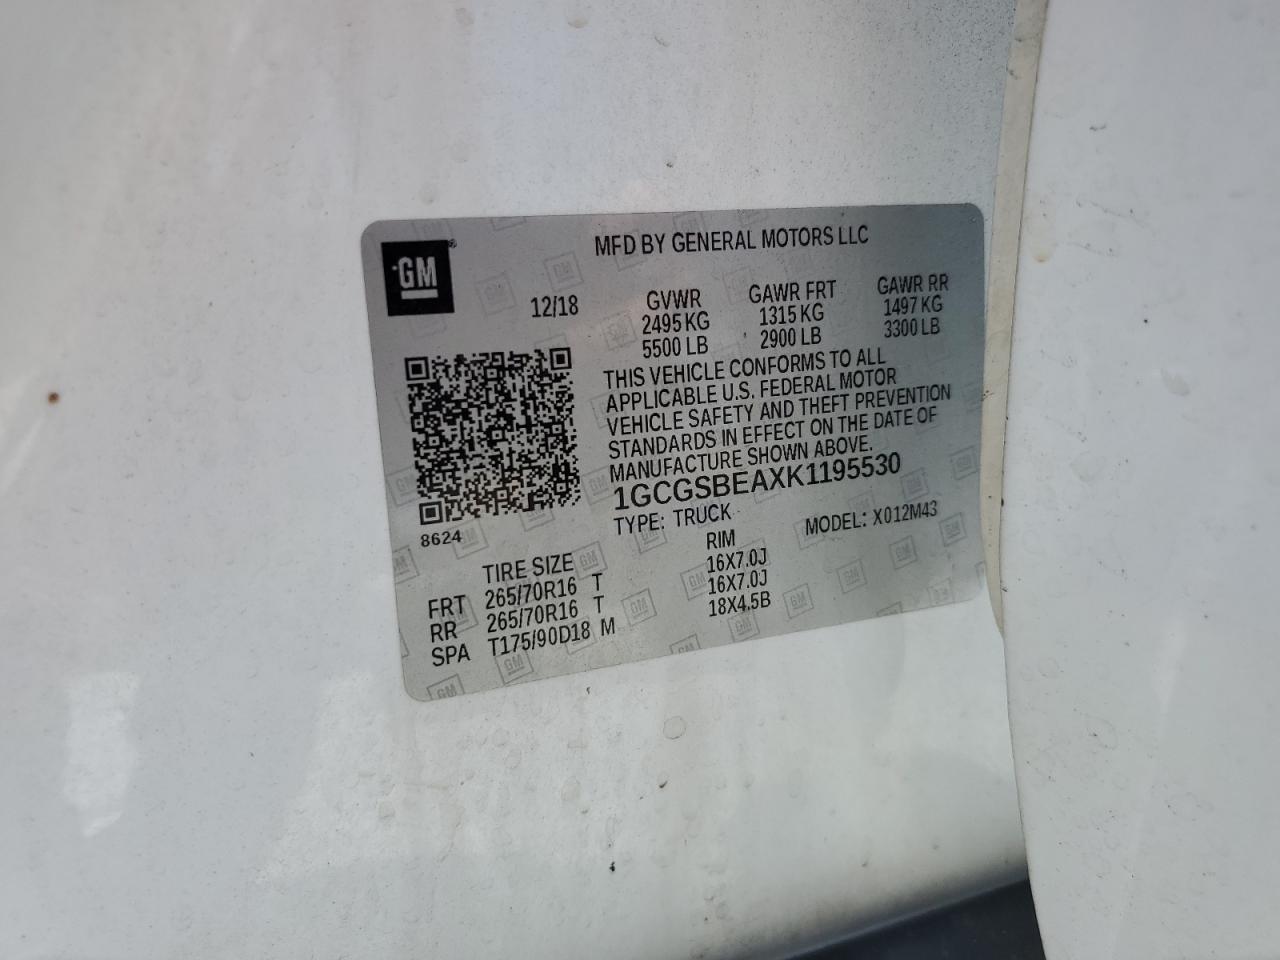 GM
MFD BY GENERAL MOTORS LLC
12/18
GVWR GAWR FRT GAWR RR
2495 KG 1315 KG 1497 KG
5500 LB 2900 LB 3300 LB
THIS VEHICLE CONFORMS TO ALL
APPLICABLE U.S. FEDERAL MOTOR
VEHICLE SAFETY AND THEFT PREVENTION
STANDARDS IN EFFECT ON THE DATE OF
MANUFACTURE SHOWN ABOVE.
1GCGSBEAXK1195530
TYPE: TRUCK MODEL: X012M43
8624
TIRE SIZE RIM
FRT 265/70R16 T 16X7.0J
RR 265/70R16 T 16X7.0J
SPA T175/90D18 M 18X4.5B